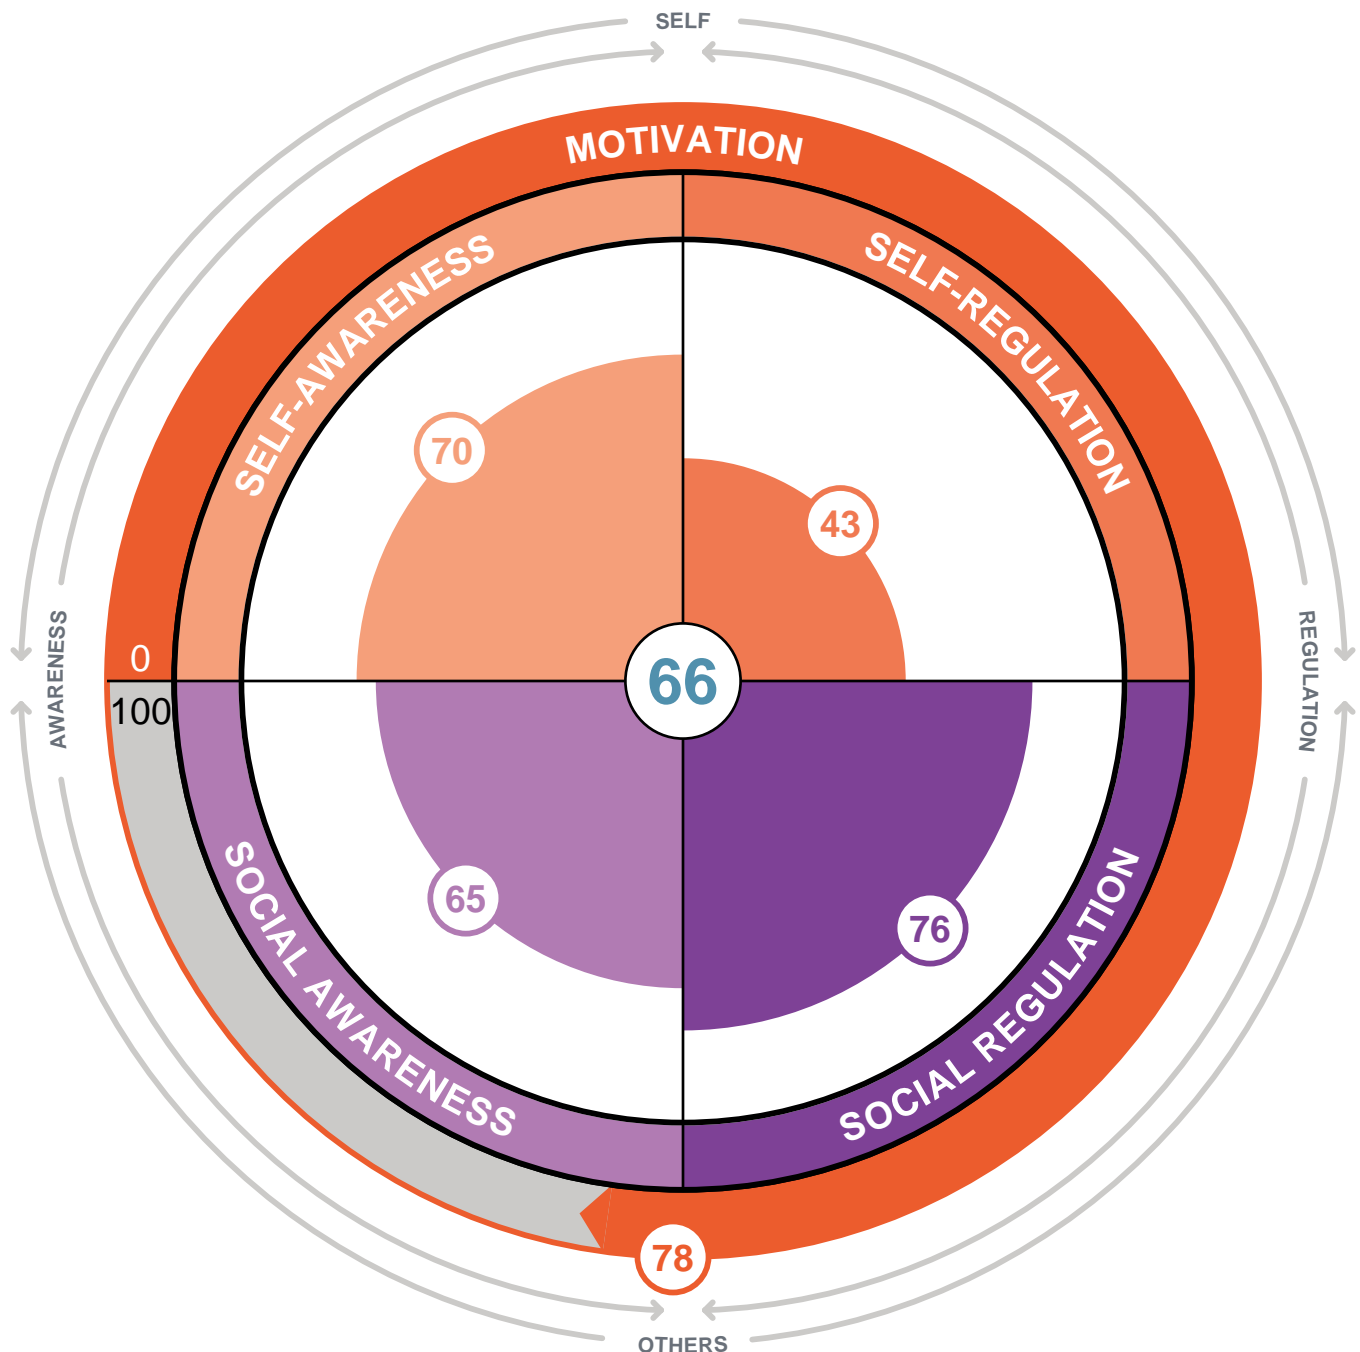 SELF
MOTIVATION
SELF-AWARENESS
SELF-REGULATION
70
43
AWARENESS
REGULATION
0
100
66
65
76
SOCIAL AWARENESS
SOCIAL REGULATION
78
OTHERS